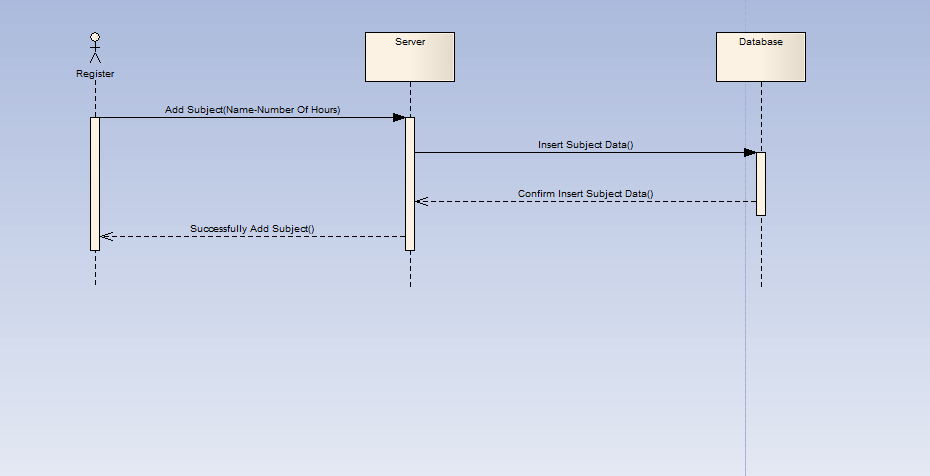 Server
Database
Register
Add Subject(Name-Number Of Hours)
Insert Subject Data()
Confirm Insert Subject Data()
Successfully Add Subject()